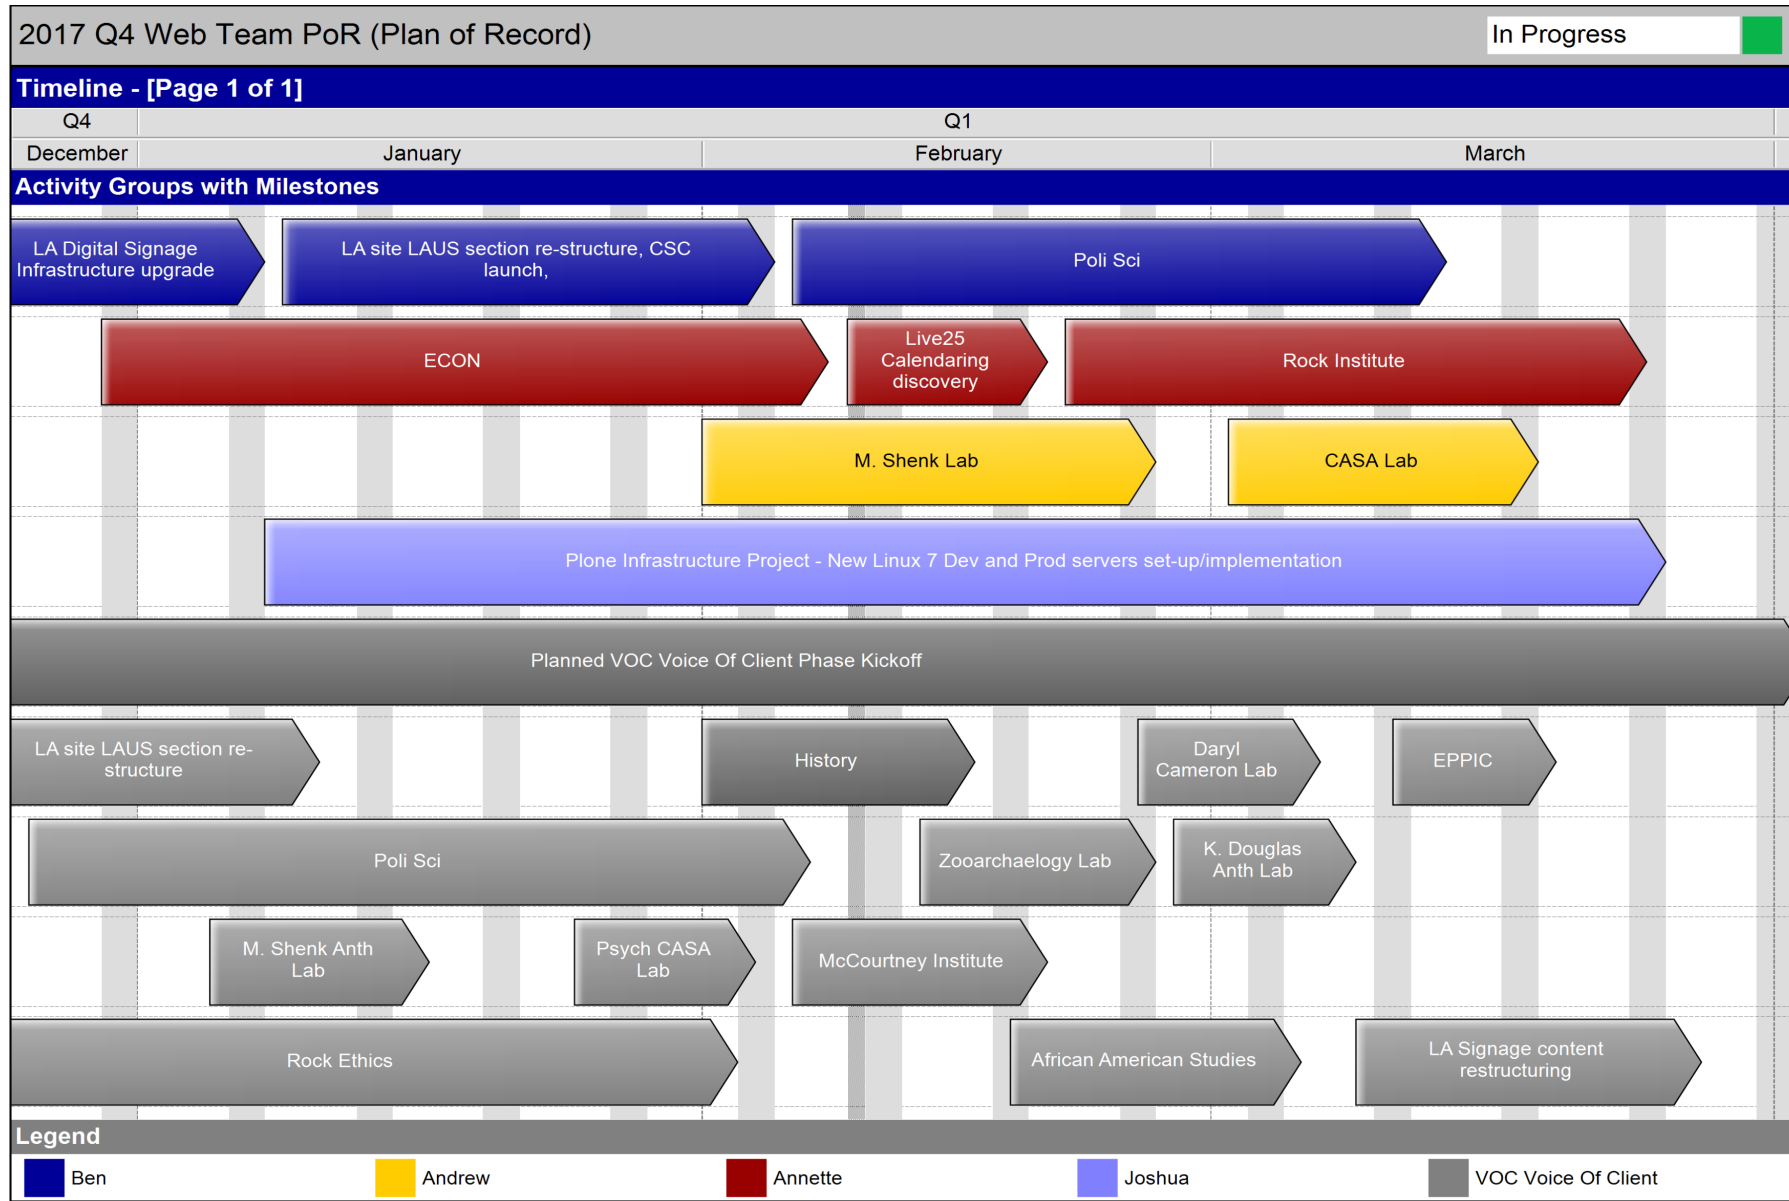 2017 Q4 Web Team PoR (Plan of Record)
In Progress
Timeline - [Page 1 of 1]
Q4
Q1
December
January
February
March
Activity Groups with Milestones
LA Digital Signage
Infrastructure upgrade
LA site LAUS section re-structure, CSC
launch,
Poli Sci
ECON
Live25
Calendaring
discovery
Rock Institute
M. Shenk Lab
CASA Lab
Plone Infrastructure Project - New Linux 7 Dev and Prod servers set-up/implementation
Planned VOC Voice Of Client Phase Kickoff
LA site LAUS section re-
structure
History
Daryl
Cameron Lab
EPPIC
Poli Sci
Zooarchaelogy Lab
K. Douglas
Anth Lab
M. Shenk Anth
Lab
Psych CASA
Lab
McCourtney Institute
Rock Ethics
African American Studies
LA Signage content
restructuring
Legend
Ben
Andrew
Annette
Joshua
VOC Voice Of Client